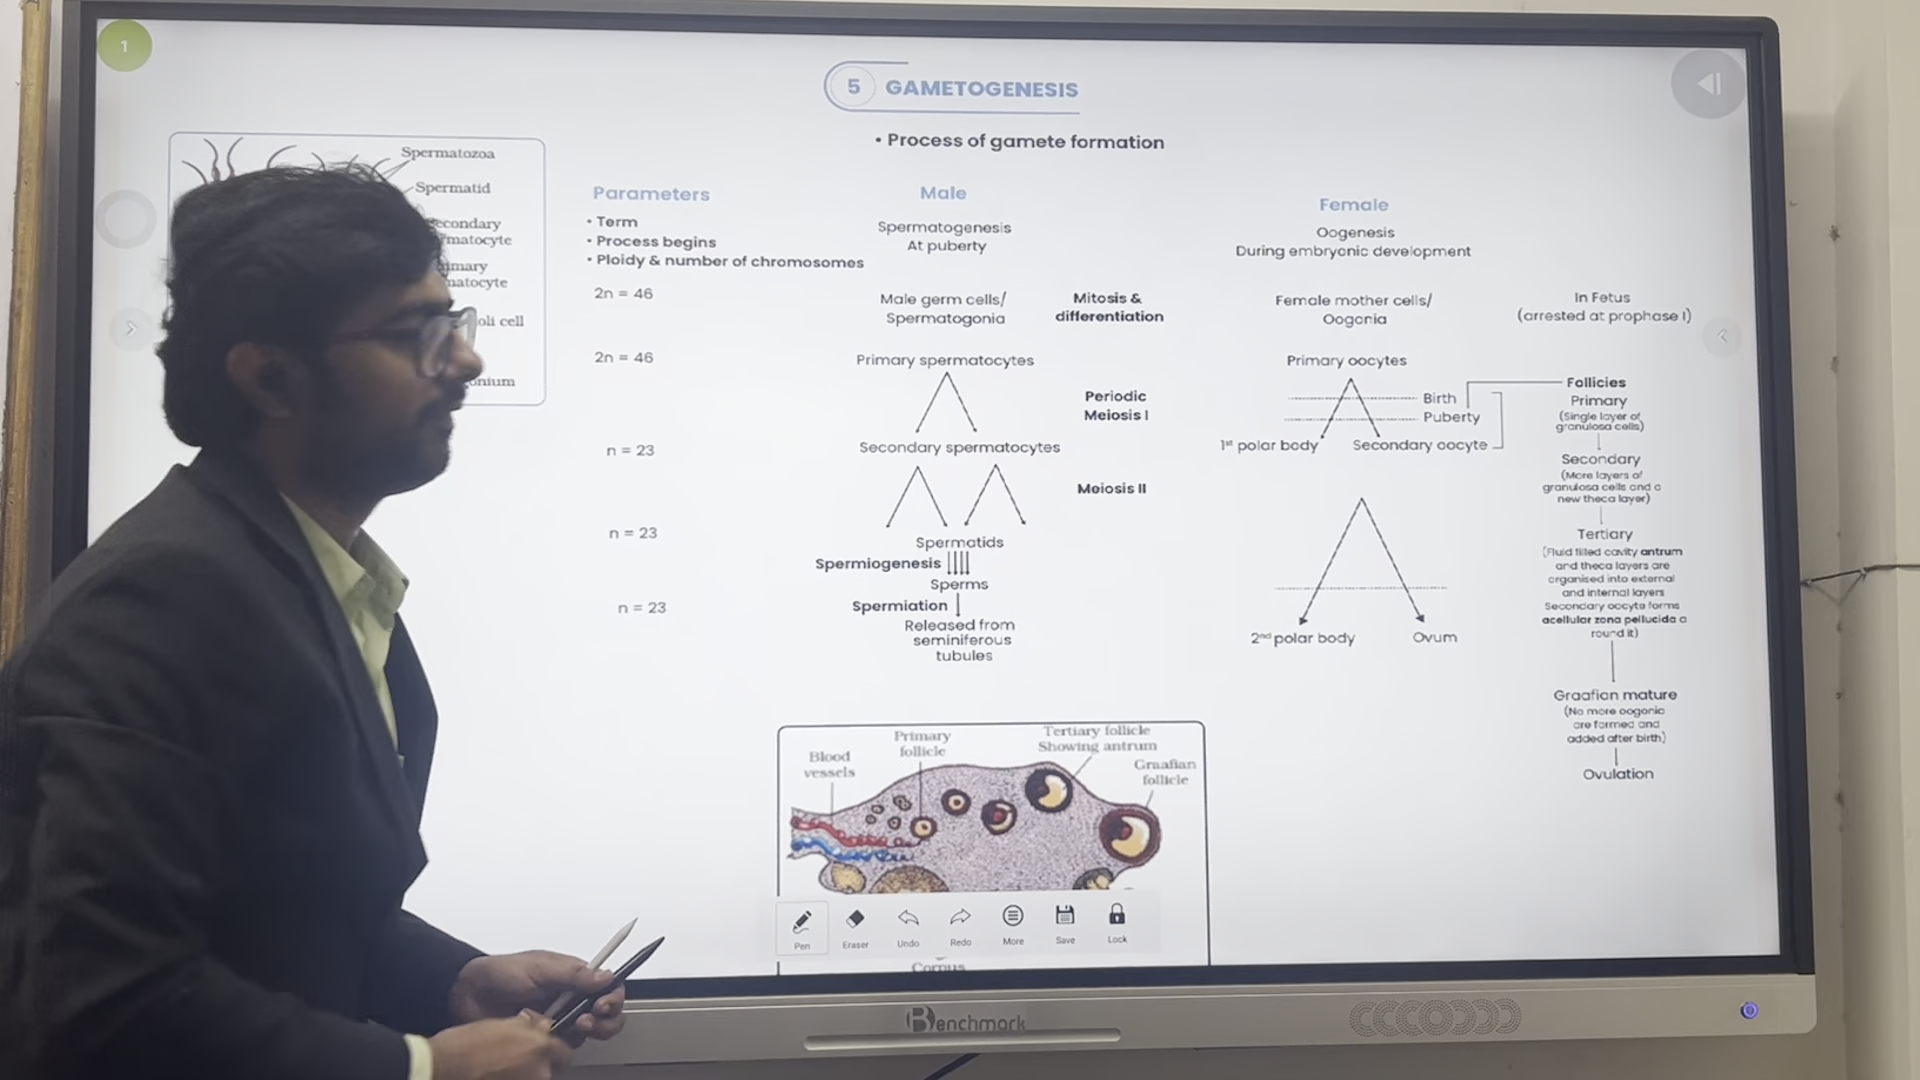 1
5 GAMETOGENESIS
• Process of gamete formation
Spermatozoa
Spermatid
matocyte
oli cell
Parameters
• Term
• Process begins
• Ploidy & number of chromosomes
2n = 46
2n = 46
n = 23
n = 23
n = 23
Male
Spermatogenesis
At puberty
Male germ cells/
Spermatogonia
Primary spermatocytes
Secondary spermatocytes
Spermatids
Spermiogenesis
Sperms
Spermiation
Released from
seminiferous
tubules
Mitosis &
differentiation
Periodic
Meiosis I
Meiosis II
Female
Oogenesis
During embryonic development
Female mother cells/
Oogonia
Primary oocytes
Birth
Puberty
1st polar body
Secondary oocyte
2nd polar body
Ovum
In Fetus
(arrested at prophase I)
Follicies
Primary
(Single layer of
granulosa cells)
Secondary
(More layers of
granulosa cells and a
new theca layer)
Tertiary
(Fluid filled cavity antrum
and theca layers are
organised into external
and internal layers
Secondary oocyte forms
acellular zona pellucida a
round it)
Graafian mature
(No more oogonia
are formed and
added after birth)
Ovulation
Blood
vessels
Primary
follicle
Tertiary follicle
Showing antrum
Graafian
follicle
Pen
Eraser
Undo
Redo
More
Save
Lock
Corpus
Benchmark